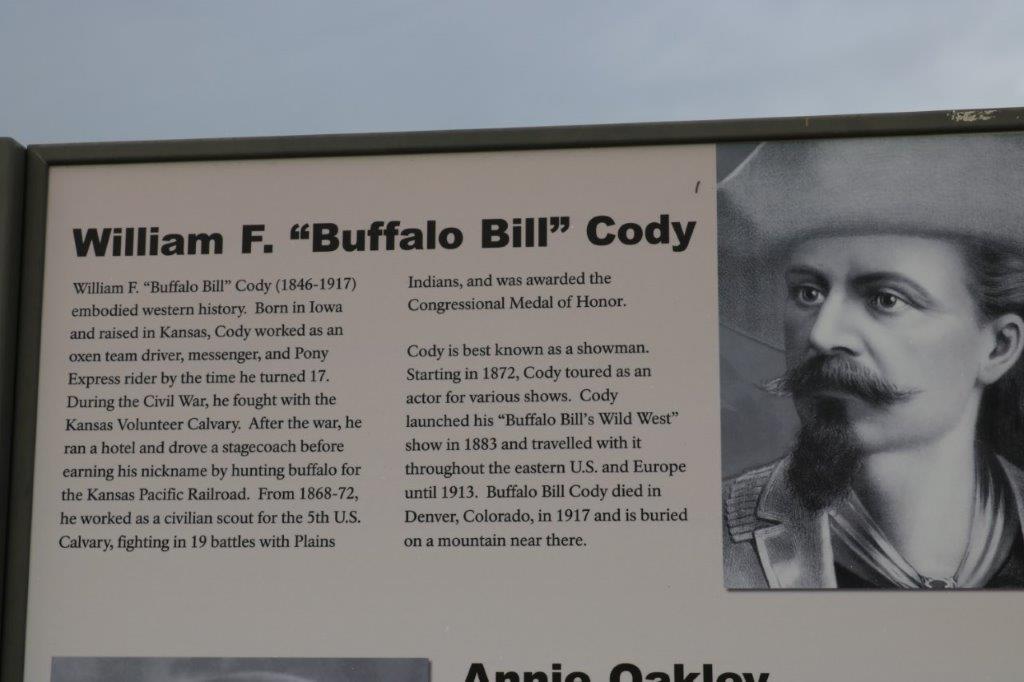 William F. “Buffalo Bill” Cody
William F. “Buffalo Bill” Cody (1846-1917)
embodied western history. Born in Iowa
and raised in Kansas, Cody worked as an
oxen team driver, messenger, and Pony
Express rider by the time he turned 17.
During the Civil War, he fought with the
Kansas Volunteer Calvary. After the war, he
ran a hotel and drove a stagecoach before
earning his nickname by hunting buffalo for
the Kansas Pacific Railroad. From 1868-72,
he worked as a civilian scout for the 5th U.S.
Calvary, fighting in 19 battles with Plains
Indians, and was awarded the
Congressional Medal of Honor.
Cody is best known as a showman.
Starting in 1872, Cody toured as an
actor for various shows. Cody
launched his “Buffalo Bill’s Wild West”
show in 1883 and travelled with it
throughout the eastern U.S. and Europe
until 1913. Buffalo Bill Cody died in
Denver, Colorado, in 1917 and is buried
on a mountain near there.
Annie Oakley